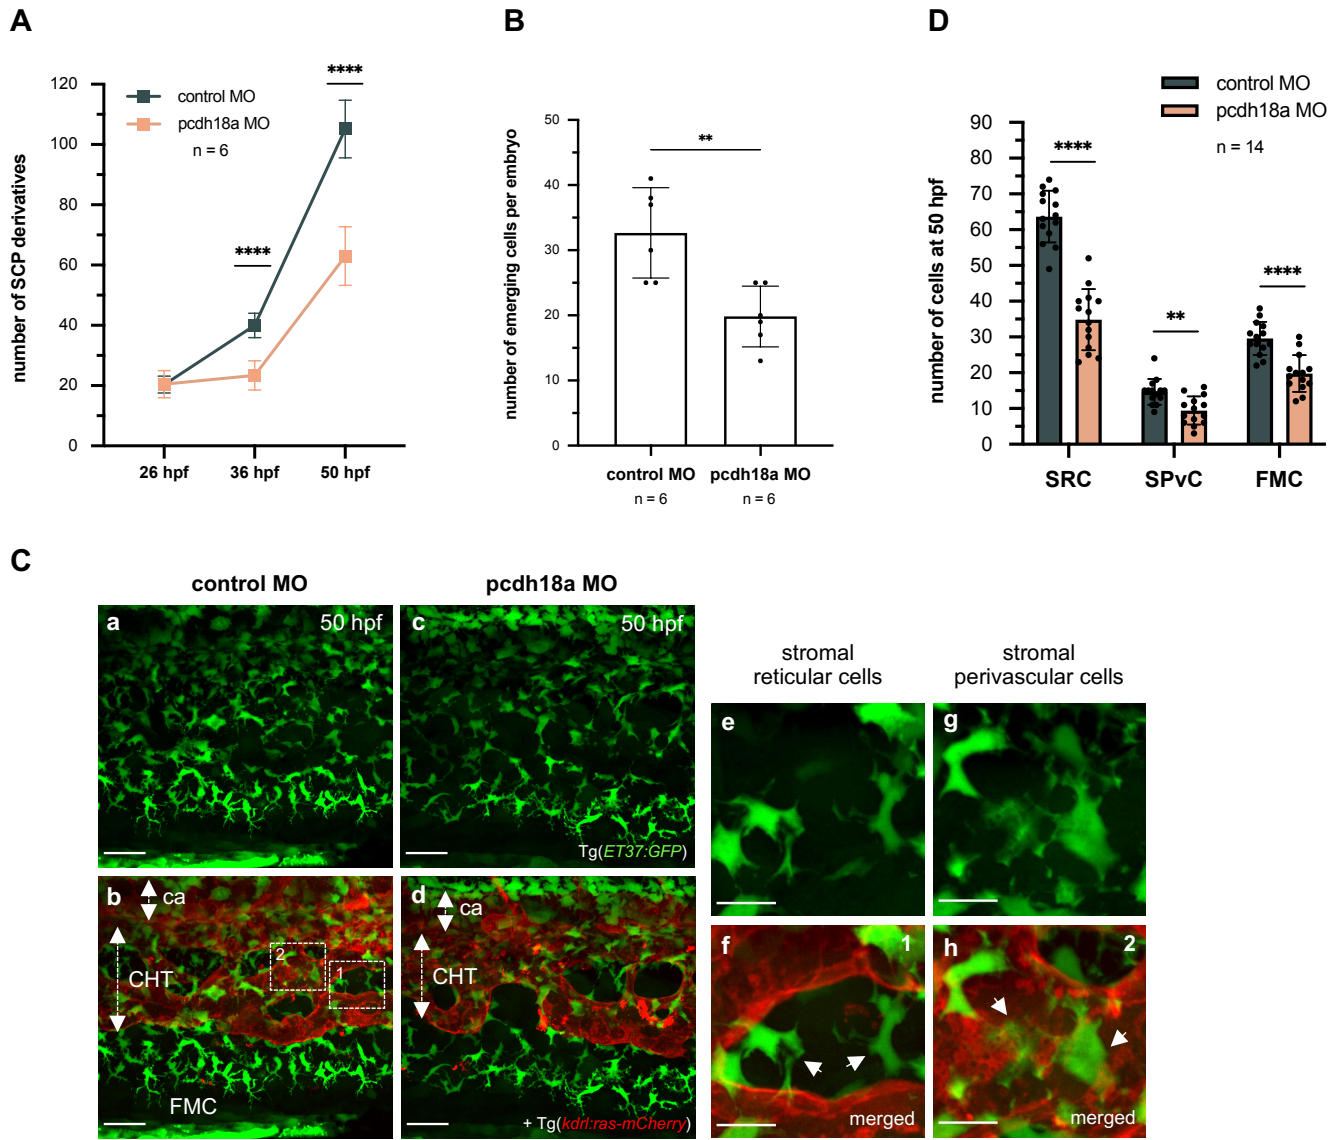 A
120
100
80
60
40
20
0
number of SCP derivatives
control MO
pcdh18a MO
n = 6
****
****
26 hpf
36 hpf
50 hpf
B
50
40
30
20
10
0
number of emerging cells per embryo
**
control MO
pcdh18a MO
n = 6
n = 6
D
control MO
pcdh18a MO
n = 14
90
80
70
60
50
40
30
20
10
0
number of cells at 50 hpf
****
**
****
SRC
SPvC
FMC
C
control MO
pcdh18a MO
a
50 hpf
c
50 hpf
Tg(ET37:GFP)
b
ca
CHT
2
1
FMC
d
ca
CHT
+ Tg(kdrl:ras-mCherry)
stromal
reticular cells
stromal
perivascular cells
e
g
f
1
merged
h
2
merged